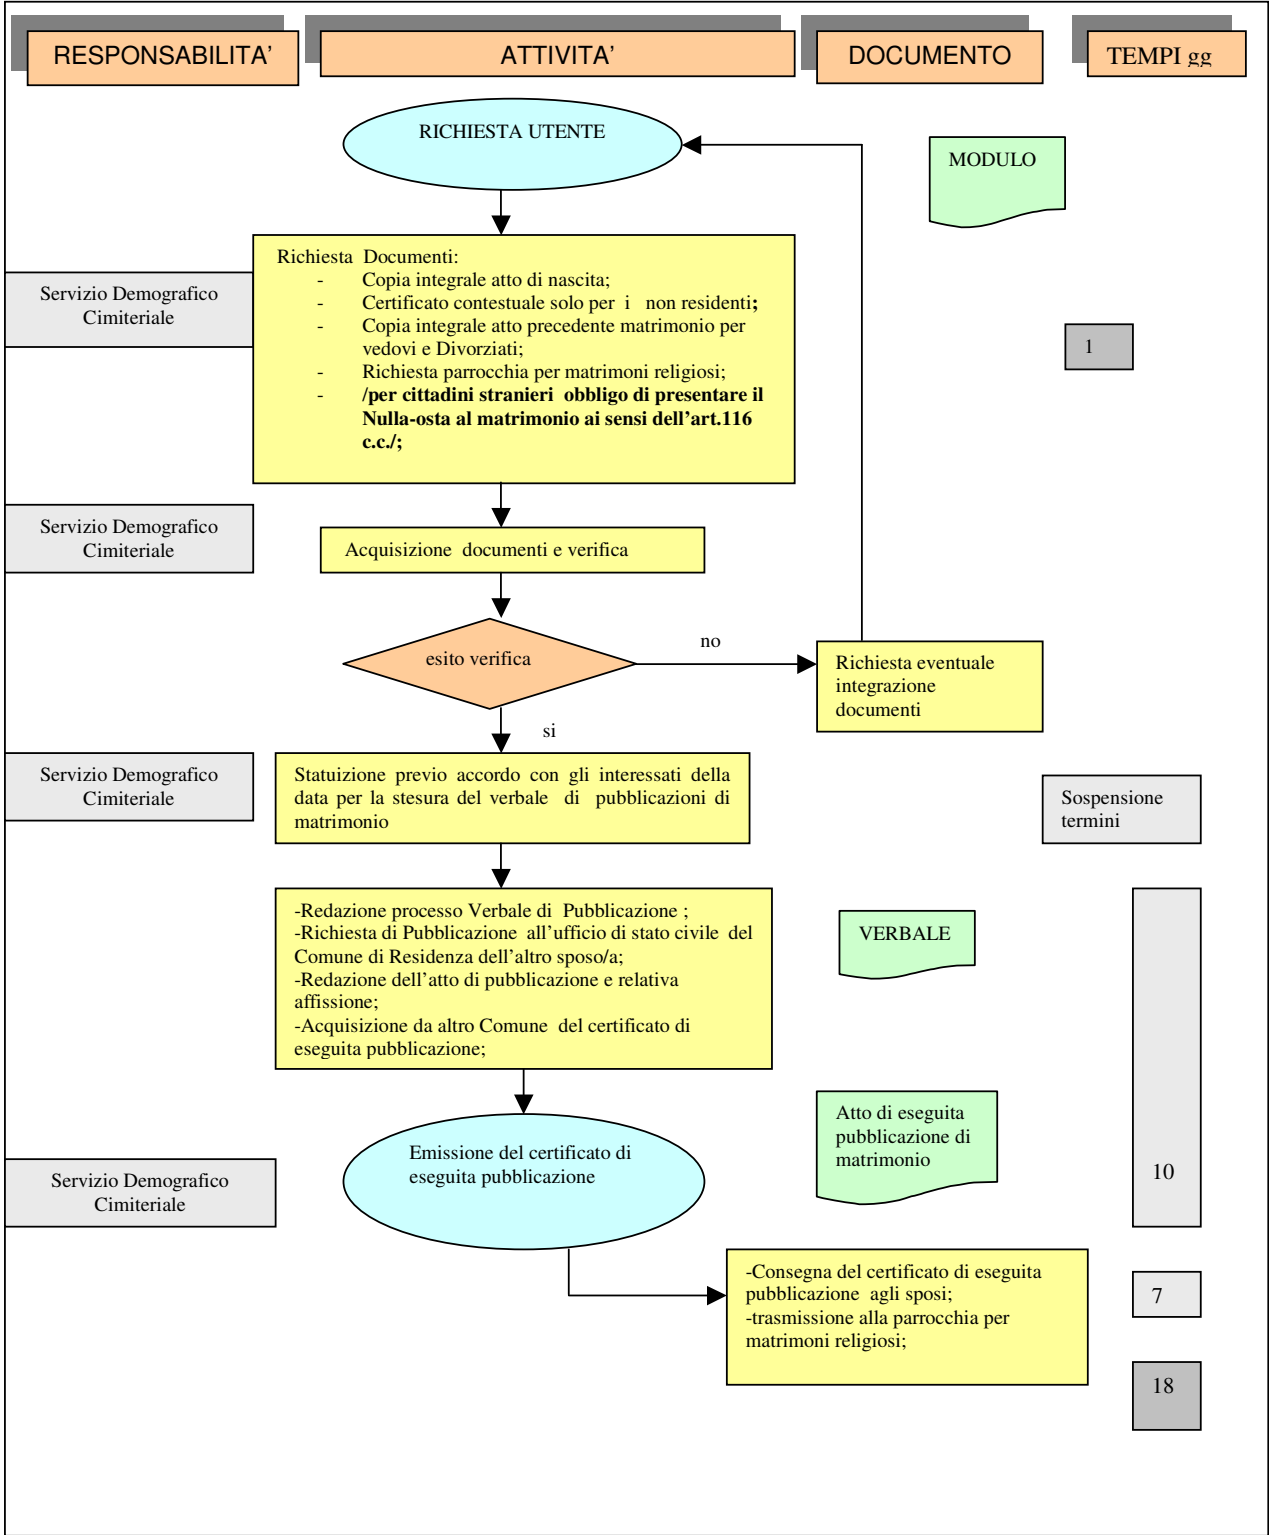 RESPONSABILITA’
ATTIVITA’
DOCUMENTO
TEMPI gg
RICHIESTA UTENTE
MODULO
Richiesta Documenti:
- Copia integrale atto di nascita;
- Certificato contestuale solo per i non residenti;
- Copia integrale atto precedente matrimonio per
vedovi e Divorziati;
- Richiesta parrocchia per matrimoni religiosi;
- /per cittadini stranieri obbligo di presentare il
Nulla-osta al matrimonio ai sensi dell’art.116
c.c./;
Servizio Demografico
Cimiteriale
1
Servizio Demografico
Cimiteriale
Acquisizione documenti e verifica
esito verifica
no
Richiesta eventuale
integrazione
documenti
si
Servizio Demografico
Cimiteriale
Statuizione previo accordo con gli interessati della
data per la stesura del verbale di pubblicazioni di
matrimonio
Sospensione
termini
-Redazione processo Verbale di Pubblicazione ;
-Richiesta di Pubblicazione all’ufficio di stato civile del
Comune di Residenza dell’altro sposo/a;
-Redazione dell’atto di pubblicazione e relativa
affissione;
-Acquisizione da altro Comune del certificato di
eseguita pubblicazione;
VERBALE
Emissione del certificato di
eseguita pubblicazione
Atto di eseguita
pubblicazione di
matrimonio
10
Servizio Demografico
Cimiteriale
-Consegna del certificato di eseguita
pubblicazione agli sposi;
-trasmissione alla parrocchia per
matrimoni religiosi;
7
18